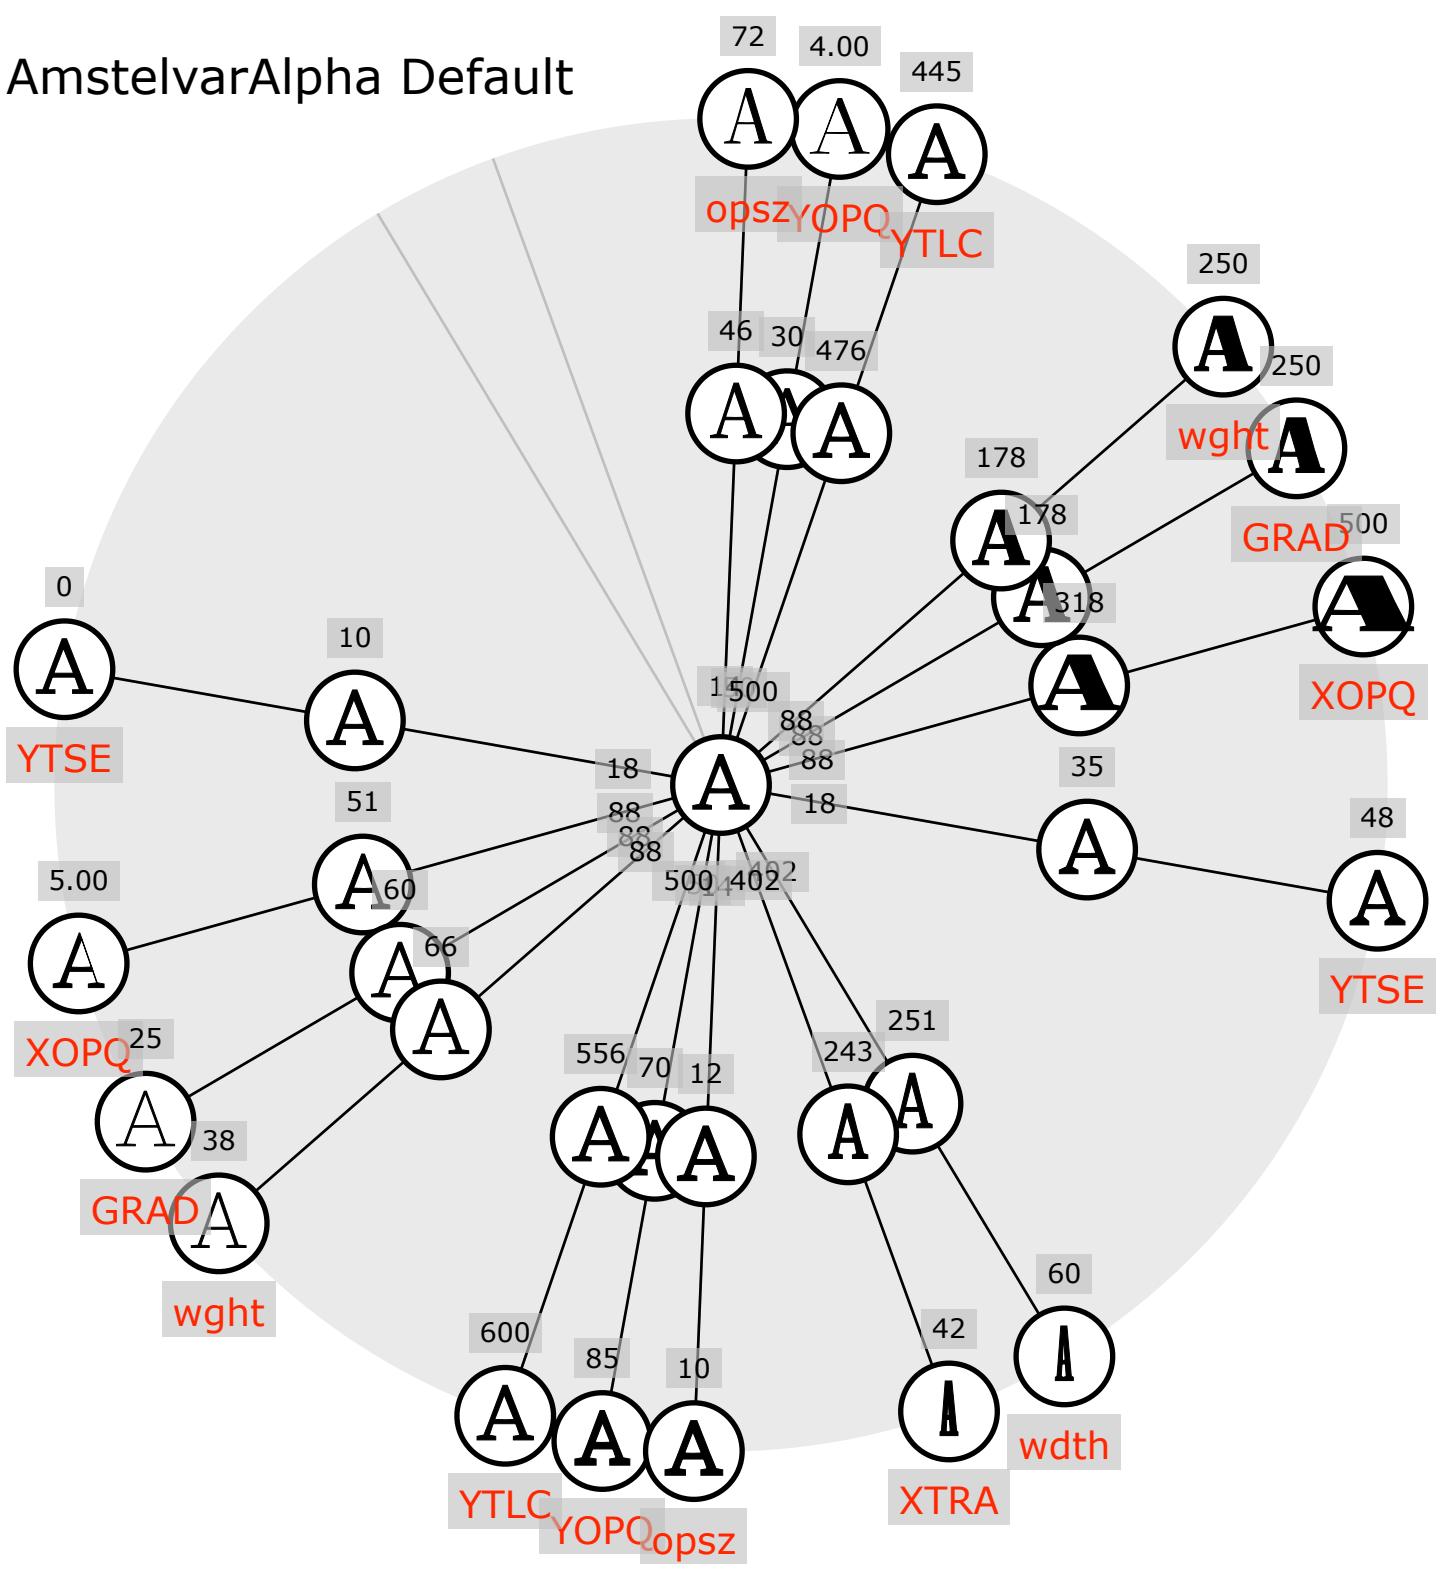 AmstelvarAlpha Default
72
4.00
445
A
A
A
opsz
YOPQ
YTLC
250
A
250
wght
A
46
30
476
A
A
A
178
178
A
A
GRAD
500
A
XOPQ
318
A
0
A
YTSE
10
A
500
88
88
88
18
18
88
88
88
A
35
A
48
A
YTSE
51
A
5.00
A
XOPQ
60
A
66
A
25
A
GRAD
38
A
wght
500
402
402
556
70
12
A
A
A
243
251
A
A
600
85
10
A
A
A
YTLC
YOPQ
opsz
42
A
XTRA
60
A
wdth